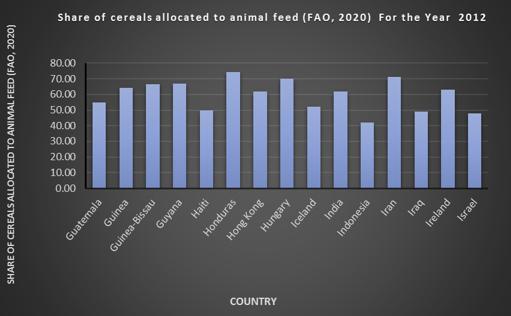 Share of cereals allocated to animal feed (FAO, 2020) For the Year 2012
SHARE OF CEREALS ALLOCATED TO ANIMAL FEED (FAO, 2020)
80.00
70.00
60.00
50.00
40.00
30.00
20.00
10.00
0.00
Guatemala
Guinea
Guinea-Bissau
Guyana
Haiti
Honduras
Hong Kong
Hungary
Iceland
India
Indonesia
Iran
Iraq
Ireland
Israel
COUNTRY